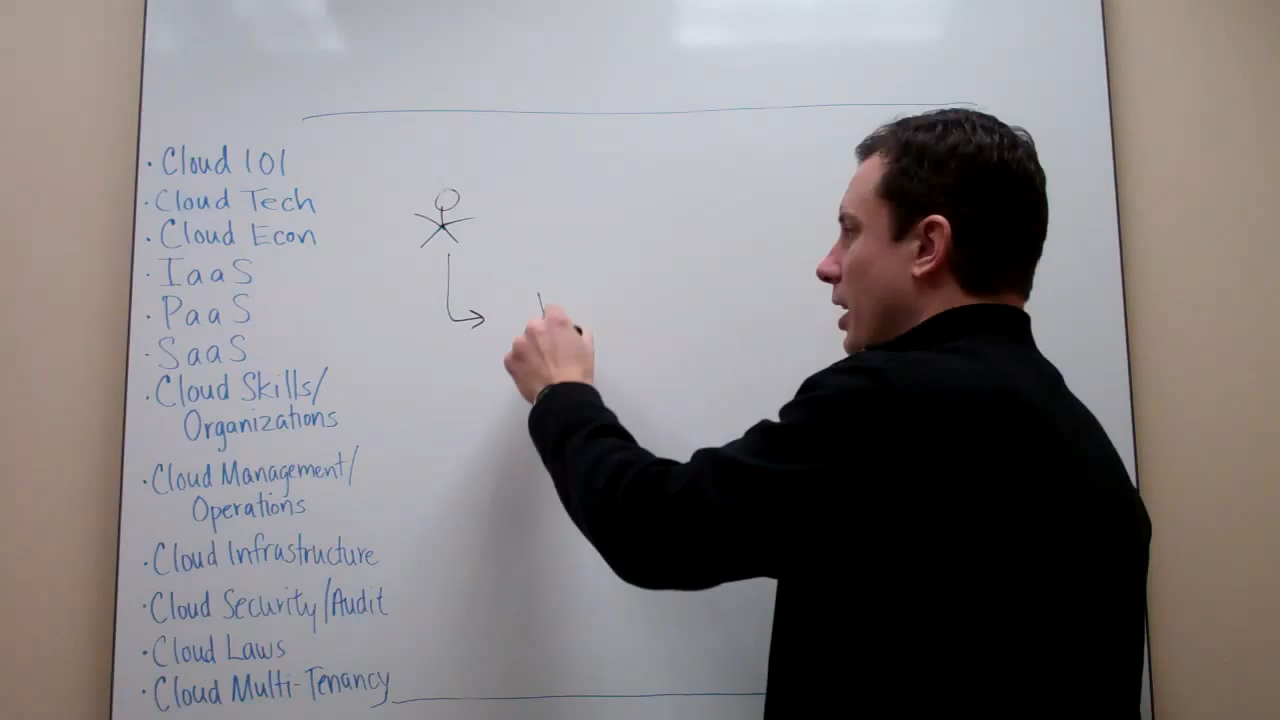 · Cloud 101
· Cloud Tech
· Cloud Econ
· IaaS
· PaaS
· SaaS
· Cloud Skills/
Organizations
· Cloud Management/
Operations
· Cloud Infrastructure
· Cloud Security/Audit
· Cloud Laws
· Cloud Multi-Tenancy